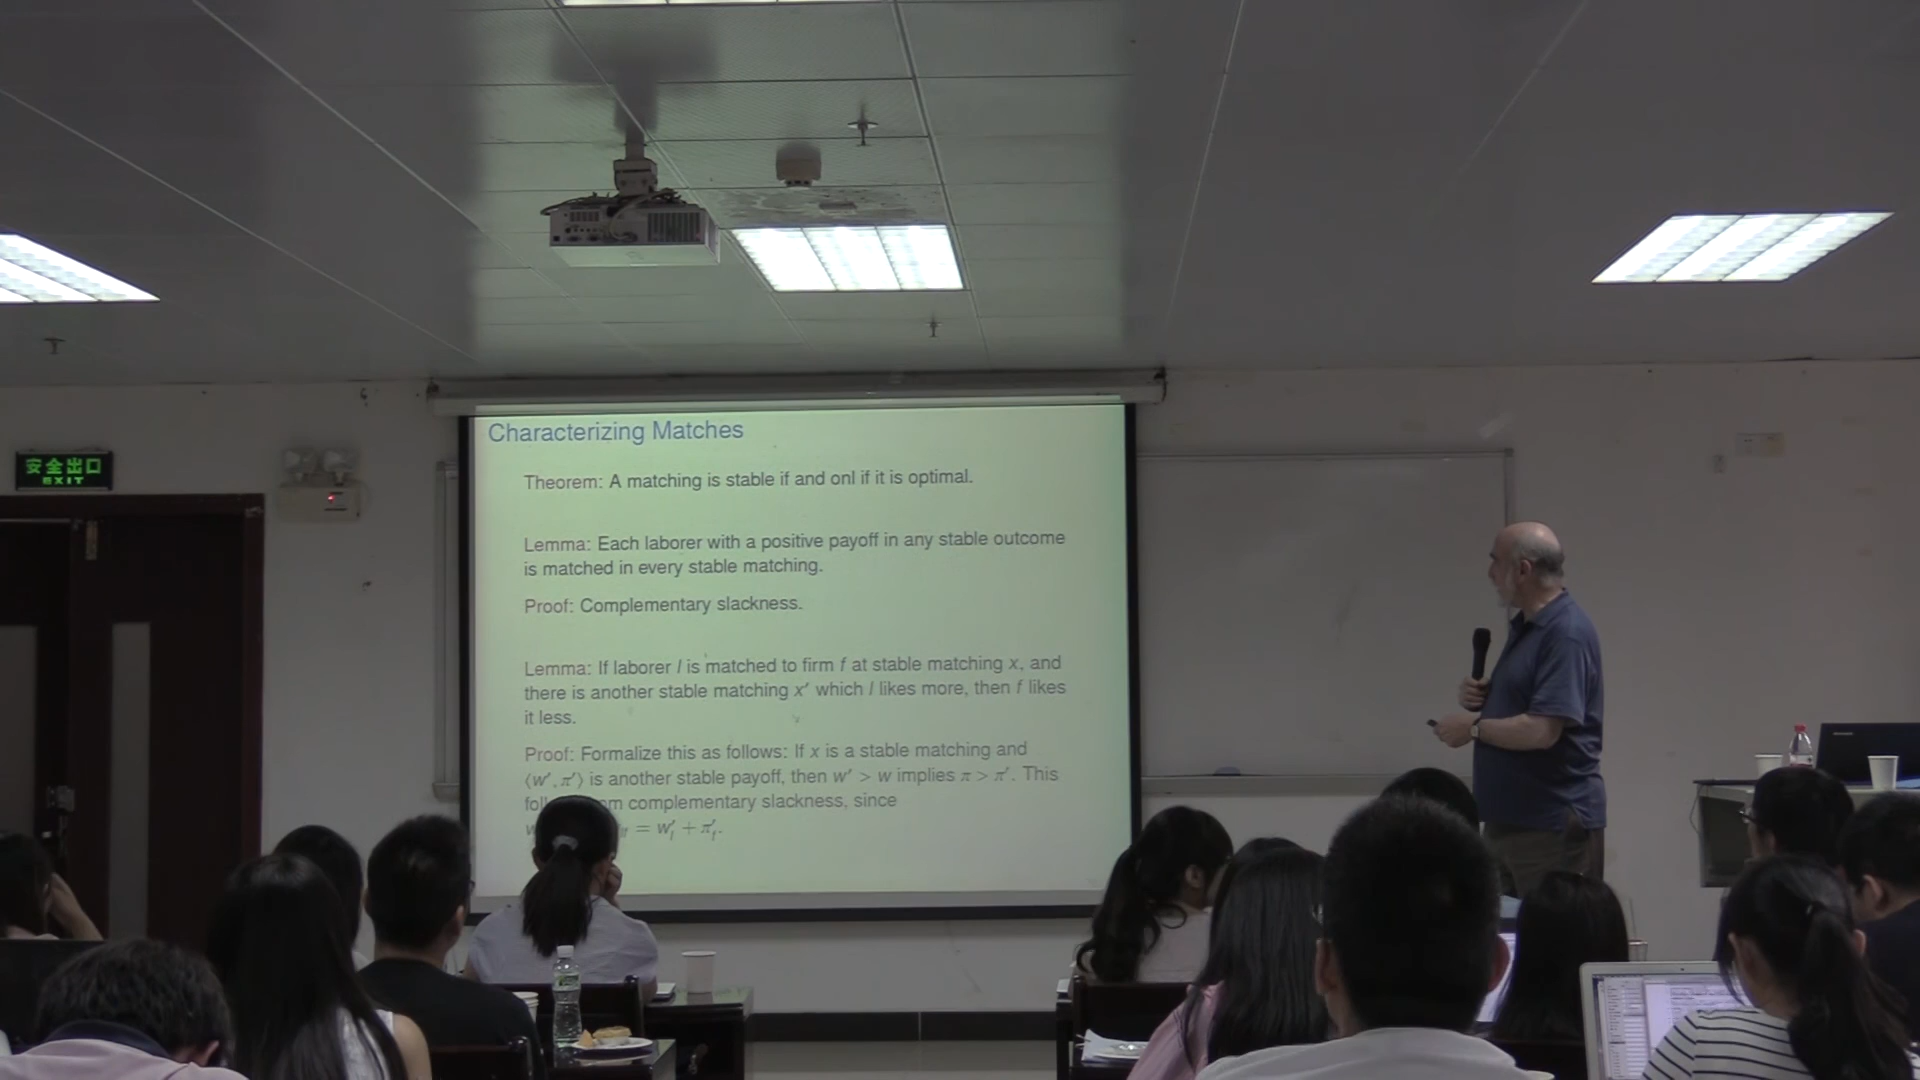 Characterizing Matches
Theorem: A matching is stable if and onl if it is optimal.
Lemma: Each laborer with a positive payoff in any stable outcome
is matched in every stable matching.
Proof: Complementary slackness.
Lemma: If laborer l is matched to firm f at stable matching x, and
there is another stable matching x′ which l likes more, then f likes
it less.
Proof: Formalize this as follows: If x is a stable matching and
⟨w′, π′⟩ is another stable payoff, then w′ > w implies π > π′. This
complementary slackness, since
= w′l + π′f.
安全出口
EXIT